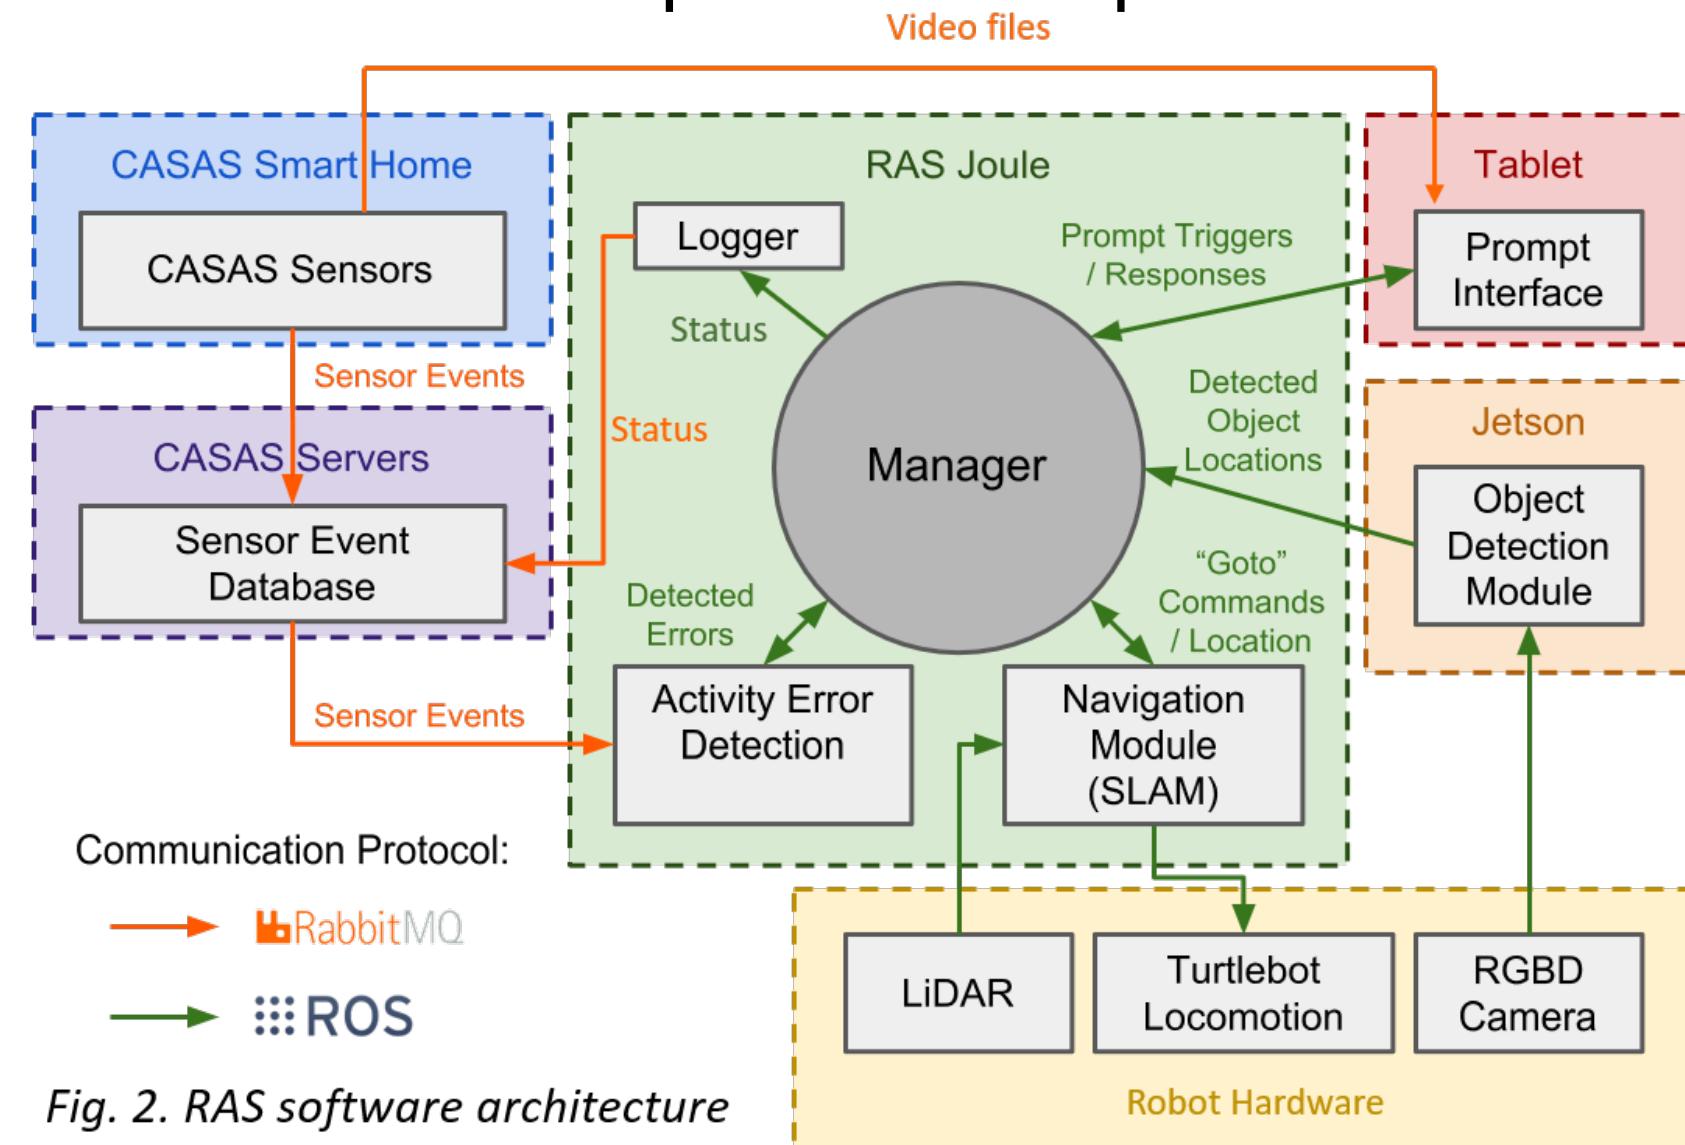 Video files
CASAS Smart Home
CASAS Sensors
Sensor Events
CASAS Servers
Sensor Event
Database
Sensor Events
RAS Joule
Logger
Status
Status
Manager
Prompt Triggers
/ Responses
Detected
Object
Locations
"Goto"
Commands
/ Location
Detected
Errors
Activity Error
Detection
Navigation
Module
(SLAM)
Tablet
Prompt
Interface
Jetson
Object
Detection
Module
Communication Protocol:
RabbitMQ
ROS
LiDAR
Turtlebot
Locomotion
RGBD
Camera
Robot Hardware
Fig. 2. RAS software architecture